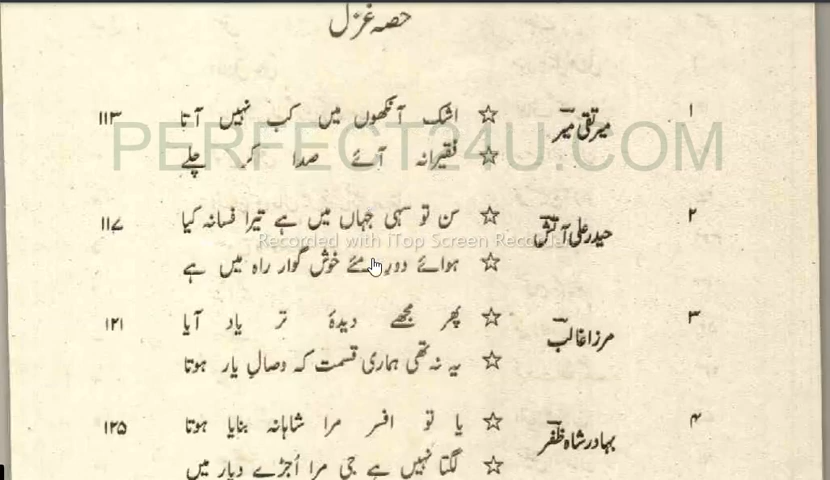 حصہ غزل
۱ میر تقی میر ☆ اشک آنکھوں میں کب نہیں آتا ۱۱۳
PERFECT24U.COM
☆ فقیرانہ آئے صدا کر چلے
۲ حیدر علی آتش ☆ سن تو سہی جہاں میں ہے تیرا فسانہ کیا ۱۱۷
Recorded with iTop Screen Recorder
☆ ہوائے دور مئے خوش گوار راہ میں ہے
۳ مرزا غالب ☆ پھر مجھے دیدۂ تر یاد آیا ۱۲۱
☆ یہ نہ تھی ہماری قسمت کہ وصالِ یار ہوتا
۴ بہادر شاہ ظفر ☆ یا تو افسر مرا شاہانہ بنایا ہوتا ۱۲۵
☆ لگتا نہیں ہے جی مرا اُجڑے دیار میں